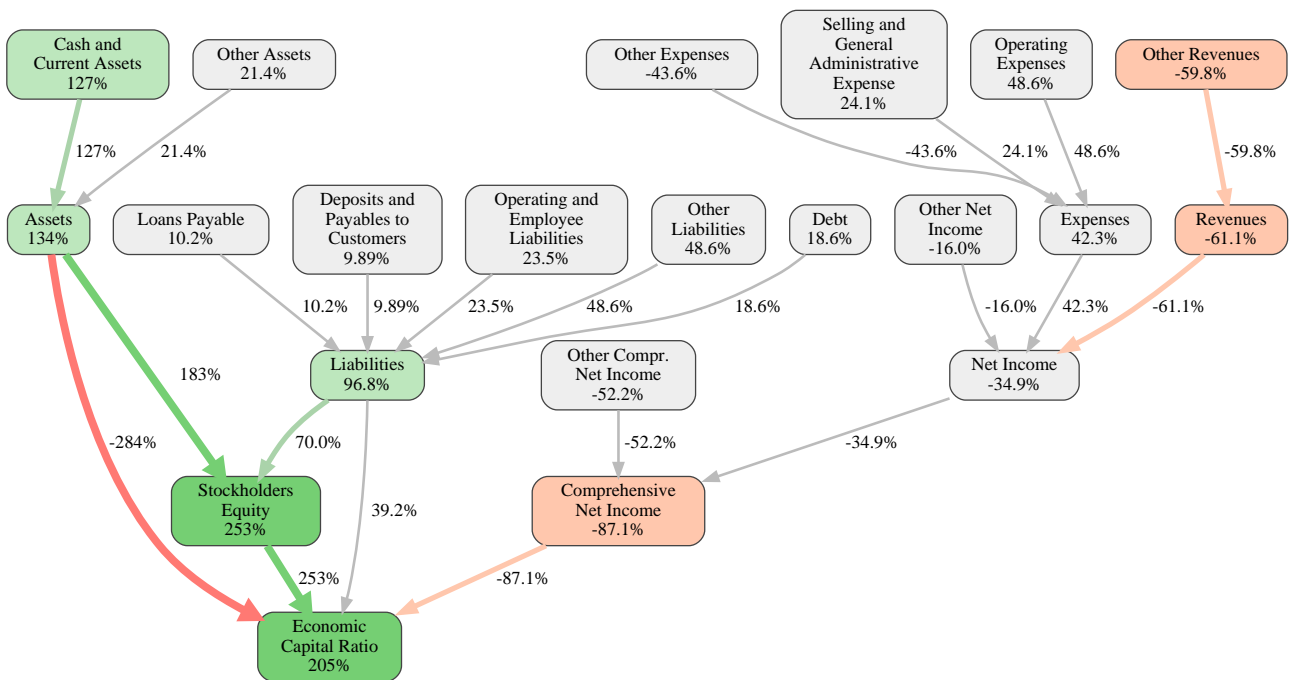 Cash and
Current Assets
127%
Other Assets
21.4%
Other Expenses
-43.6%
Selling and
General
Administrative
Expense
24.1%
Operating
Expenses
48.6%
Other Revenues
-59.8%
127%
21.4%
-43.6%
24.1%
48.6%
-59.8%
Assets
134%
Loans Payable
10.2%
Deposits and
Payables to
Customers
9.89%
Operating and
Employee
Liabilities
23.5%
Other
Liabilities
48.6%
Debt
18.6%
Other Net
Income
-16.0%
Expenses
42.3%
Revenues
-61.1%
10.2%
9.89%
23.5%
48.6%
18.6%
-16.0%
42.3%
-61.1%
183%
Liabilities
96.8%
Other Compr.
Net Income
-52.2%
Net Income
-34.9%
-284%
70.0%
-52.2%
-34.9%
Stockholders
Equity
253%
39.2%
Comprehensive
Net Income
-87.1%
253%
-87.1%
Economic
Capital Ratio
205%